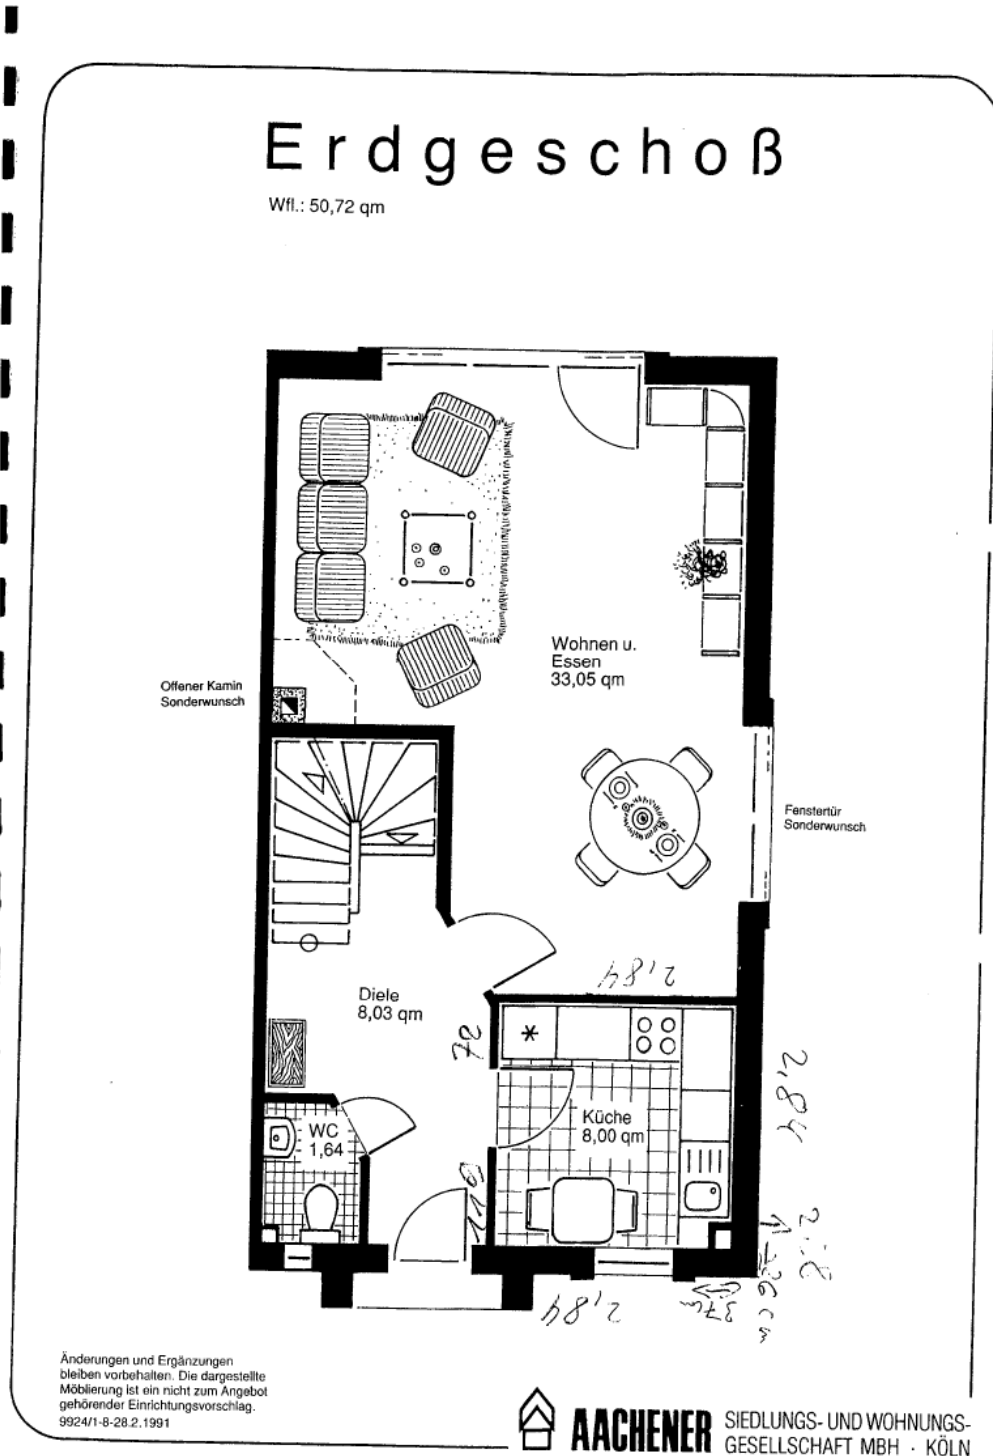 Erdgeschoß
Wfl.: 50,72 qm
Wohnen u.
Essen
33,05 qm
Offener Kamin
Sonderwunsch
Fenstertür
Sonderwunsch
2,84
Diele
8,03 qm
2,84
Küche
8,00 qm
WC
1,64
2,84
37cm
Änderungen und Ergänzungen
bleiben vorbehalten. Die dargestellte
Möblierung ist ein nicht zum Angebot
gehörender Einrichtungsvorschlag.
9924/1-8-28.2.1991
AACHENER
SIEDLUNGS- UND WOHNUNGS-
GESELLSCHAFT MBH · KÖLN